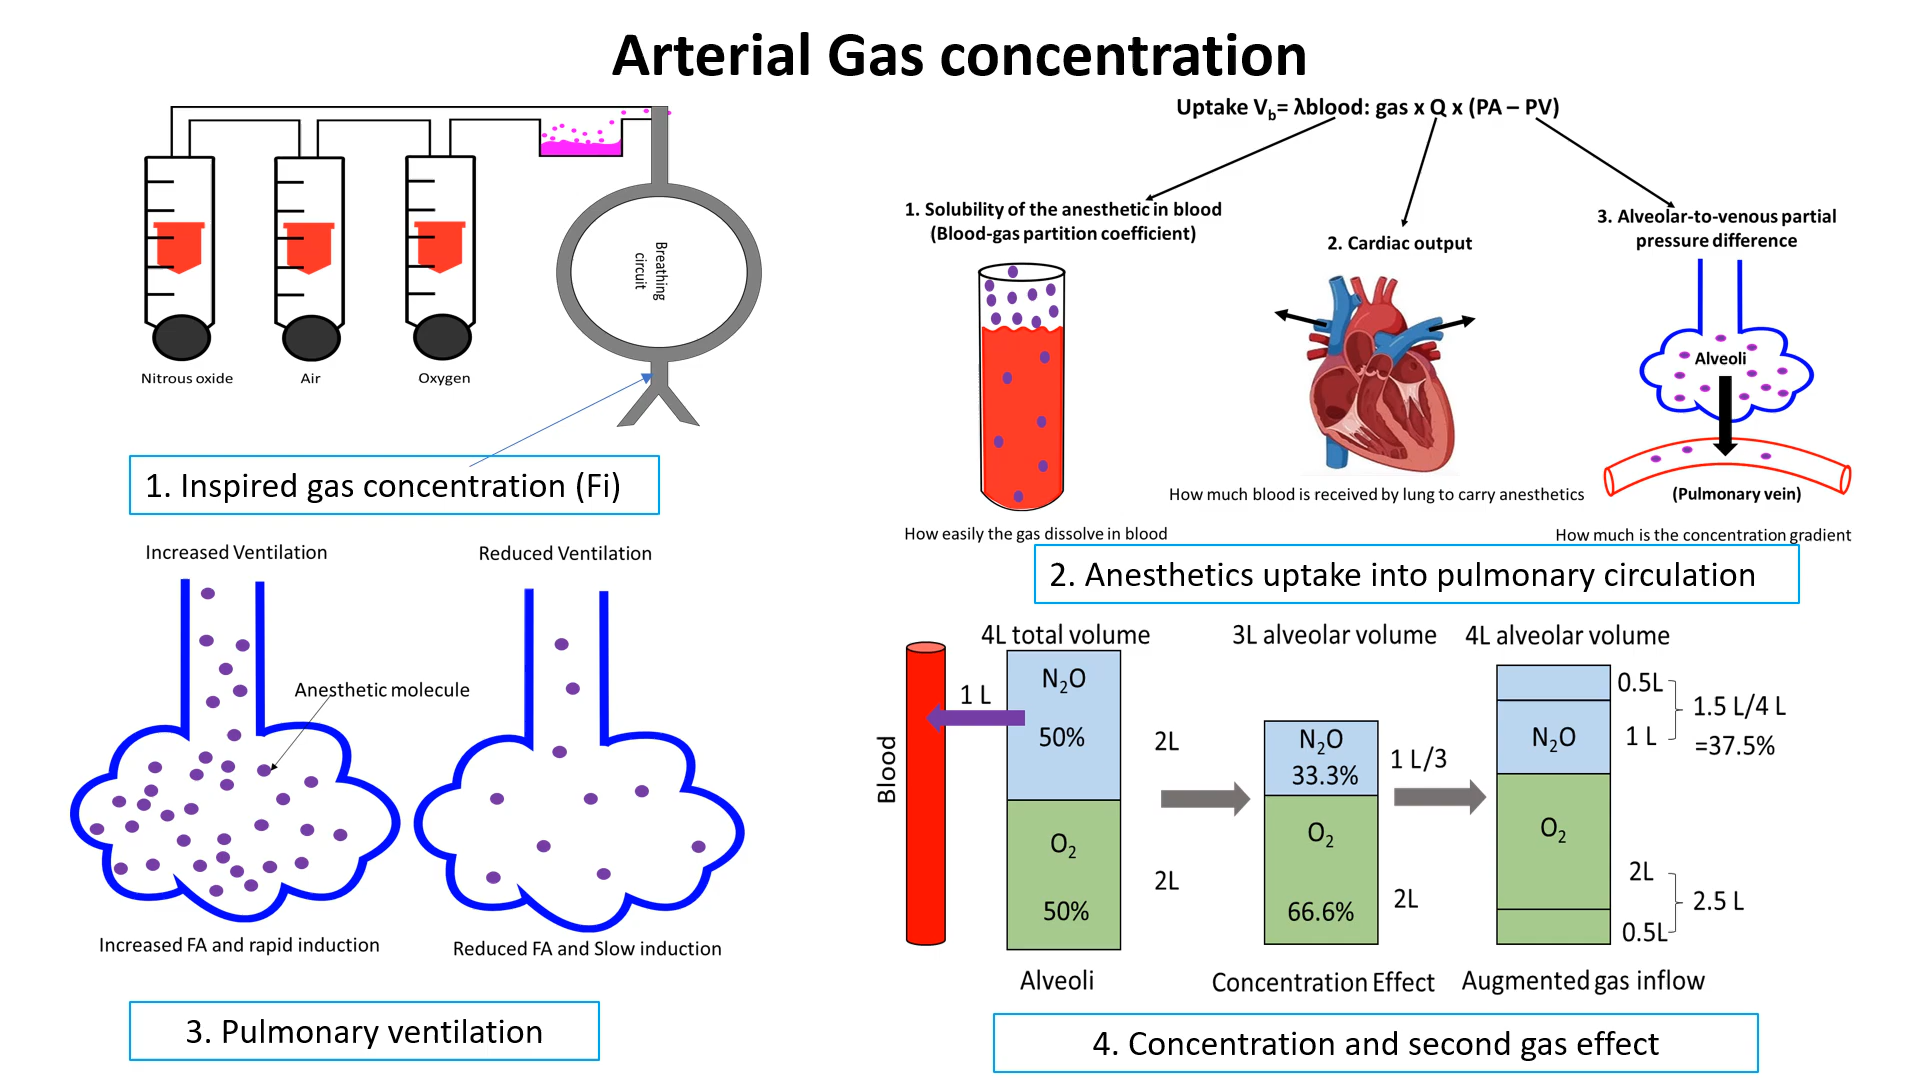 Arterial Gas concentration
Nitrous oxide
Air
Oxygen
Breathing
circuit
1. Inspired gas concentration (Fi)
Uptake Vb= λblood: gas x Q x (PA – PV)
1. Solubility of the anesthetic in blood
(Blood-gas partition coefficient)
How easily the gas dissolve in blood
2. Cardiac output
How much blood is received by lung to carry anesthetics
3. Alveolar-to-venous partial
pressure difference
Alveoli
(Pulmonary vein)
How much is the concentration gradient
2. Anesthetics uptake into pulmonary circulation
Increased Ventilation
Reduced Ventilation
Anesthetic molecule
Increased FA and rapid induction
Reduced FA and Slow induction
3. Pulmonary ventilation
Blood
1 L
4L total volume
N2O
50%
O2
50%
Alveoli
2L
2L
3L alveolar volume
N2O
33.3%
O2
66.6%
Concentration Effect
1 L/3
2L
4L alveolar volume
N2O
O2
0.5L
1 L
1.5 L/4 L
=37.5%
2L
0.5L
2.5 L
Augmented gas inflow
4. Concentration and second gas effect